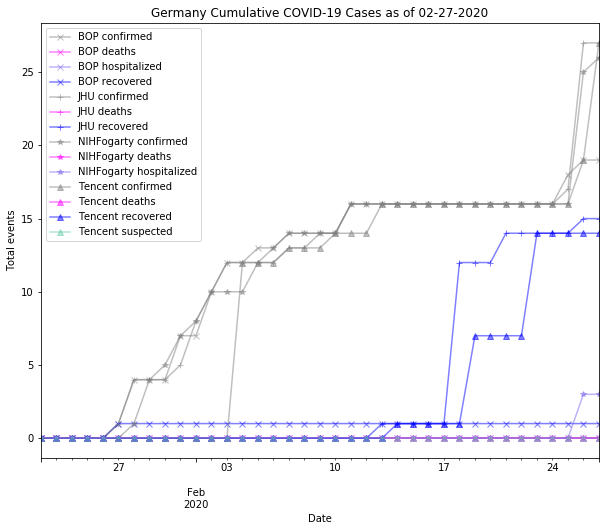 Germany Cumulative COVID-19 Cases as of 02-27-2020
BOP confirmed
BOP deaths
BOP hospitalized
BOP recovered
JHU confirmed
JHU deaths
JHU recovered
NIHFogarty confirmed
NIHFogarty deaths
NIHFogarty hospitalized
Tencent confirmed
Tencent deaths
Tencent recovered
Tencent suspected
Total events
25
20
15
10
5
0
27
03
10
17
24
Feb
2020
Date